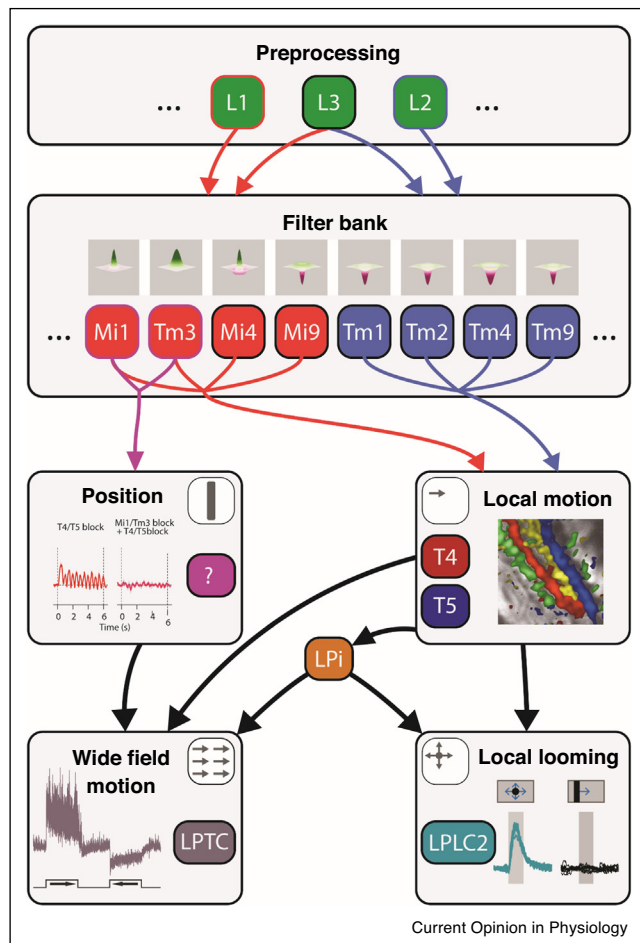 Preprocessing
... L1 L3 L2 ...
Filter bank
... Mi1 Tm3 Mi4 Mi9 Tm1 Tm2 Tm4 Tm9 ...
Position
T4/T5 block
Mi1/Tm3 block
+ T4/T5block
?
0 2 4 6 0 2 4 6
Time (s)
Local motion
T4
T5
LPi
Wide field
motion
LPTC
Local looming
LPLC2
Current Opinion in Physiology